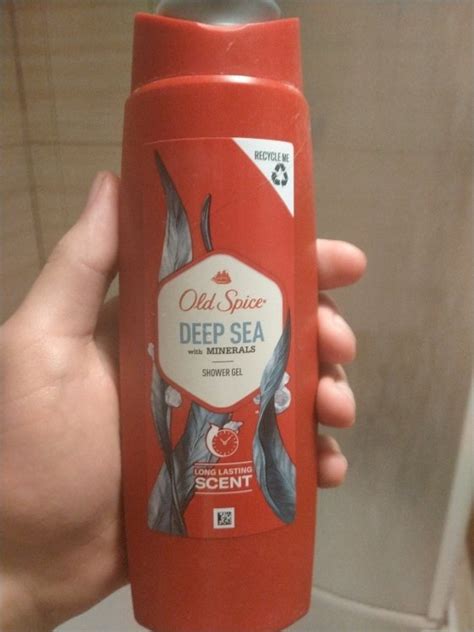 RECYCLE ME
Old Spice
DEEP SEA
with MINERALS
SHOWER GEL
LONG LASTING
SCENT